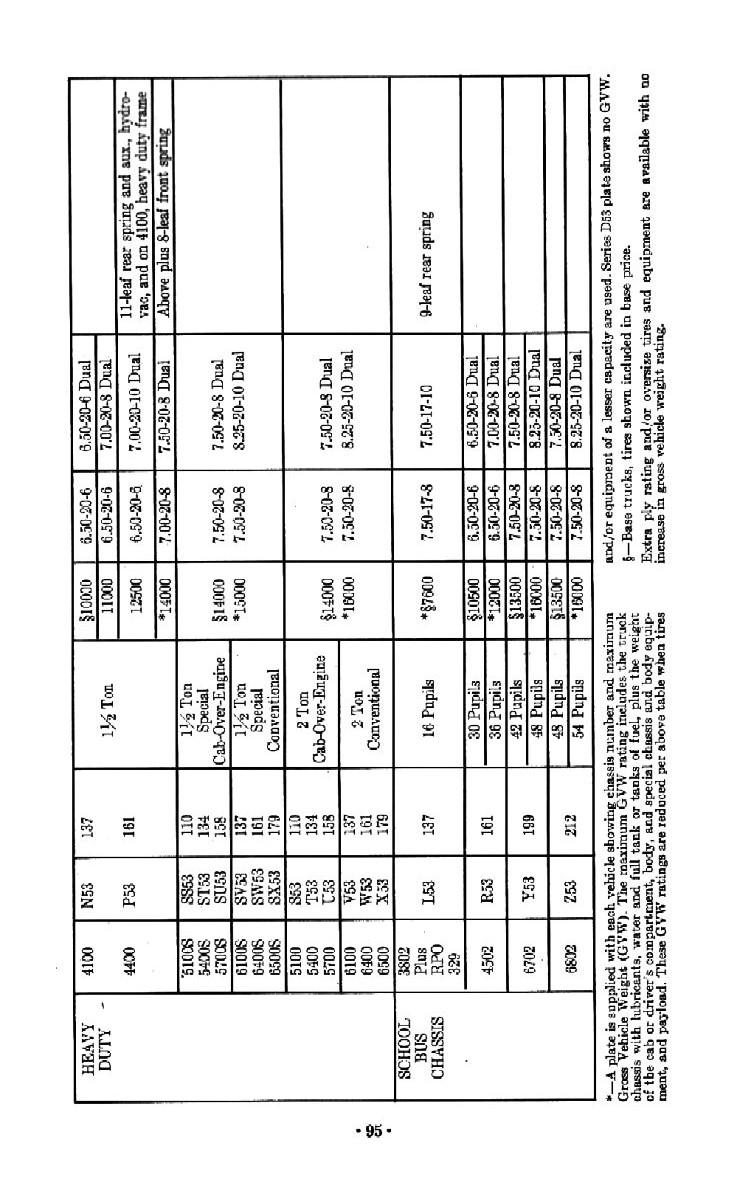 HEAVY DUTY 4100 N53 137 1½ Ton §10000 6.50-20-6 6.50-20-6 Dual
11000 6.50-20-6 7.00-20-8 Dual
4400 P53 161 12500 6.50-20-6 7.00-20-10 Dual 11-leaf rear spring and aux., hydro-
vac, and on 4100, heavy duty frame
*14000 7.00-20-8 7.50-20-8 Dual Above plus 8-leaf front spring
5100S SS53 110 1½ Ton
5400S ST53 134 Special §14000 7.50-20-8 7.50-20-8 Dual
5700S SU53 158 Cab-Over-Engine *15000 7.50-20-8 8.25-20-10 Dual
6100S SV53 137 1½ Ton
6400S SW53 161 Special
6500S SX53 179 Conventional
5100 S53 110 2 Ton
5400 T53 134 Cab-Over-Engine
5700 U53 158 §14000 7.50-20-8 7.50-20-8 Dual
6100 V53 137 2 Ton *16000 7.50-20-8 8.25-20-10 Dual
6400 W53 161 Conventional
6500 X53 179
SCHOOL BUS CHASSIS 3802
Plus
RPO
329 L53 137 16 Pupils *§7600 7.50-17-8 7.50-17-10 9-leaf rear spring
4502 R53 161 30 Pupils §10500 6.50-20-6 6.50-20-6 Dual
36 Pupils *12000 6.50-20-6 7.00-20-8 Dual
6702 Y53 199 42 Pupils §13500 7.50-20-8 7.50-20-8 Dual
48 Pupils *16000 7.50-20-8 8.25-20-10 Dual
6802 Z53 212 48 Pupils §13500 7.50-20-8 7.50-20-8 Dual
54 Pupils *16000 7.50-20-8 8.25-20-10 Dual
*—A plate is supplied with each vehicle showing chassis number and maximum
Gross Vehicle Weight (GVW). The maximum GVW rating includes the truck
chassis with lubricants, water and full tank or tanks of fuel, plus the weight
of the cab or driver's compartment, body, and special chassis and body equip-
ment, and payload. These GVW ratings are reduced per above table when tires
and/or equipment of a lesser capacity are used. Series D53 plate shows no GVW.
§—Base trucks, tires shown included in base price.
Extra ply rating and/or oversize tires and equipment are available with no
increase in gross vehicle weight rating.
• 95 •